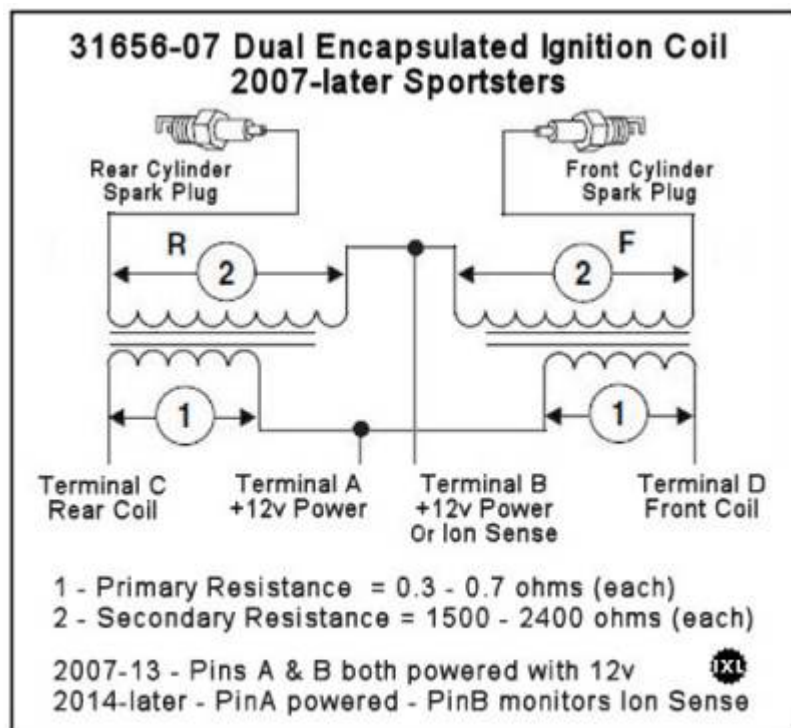 31656-07 Dual Encapsulated Ignition Coil
2007-later Sportsters
Rear Cylinder
Spark Plug
Front Cylinder
Spark Plug
R
F
2
2
1
1
Terminal C
Rear Coil
Terminal A
+12v Power
Terminal B
+12v Power
Or Ion Sense
Terminal D
Front Coil
1 - Primary Resistance = 0.3 - 0.7 ohms (each)
2 - Secondary Resistance = 1500 - 2400 ohms (each)
2007-13 - Pins A & B both powered with 12v
IXL
2014-later - PinA powered - PinB monitors Ion Sense